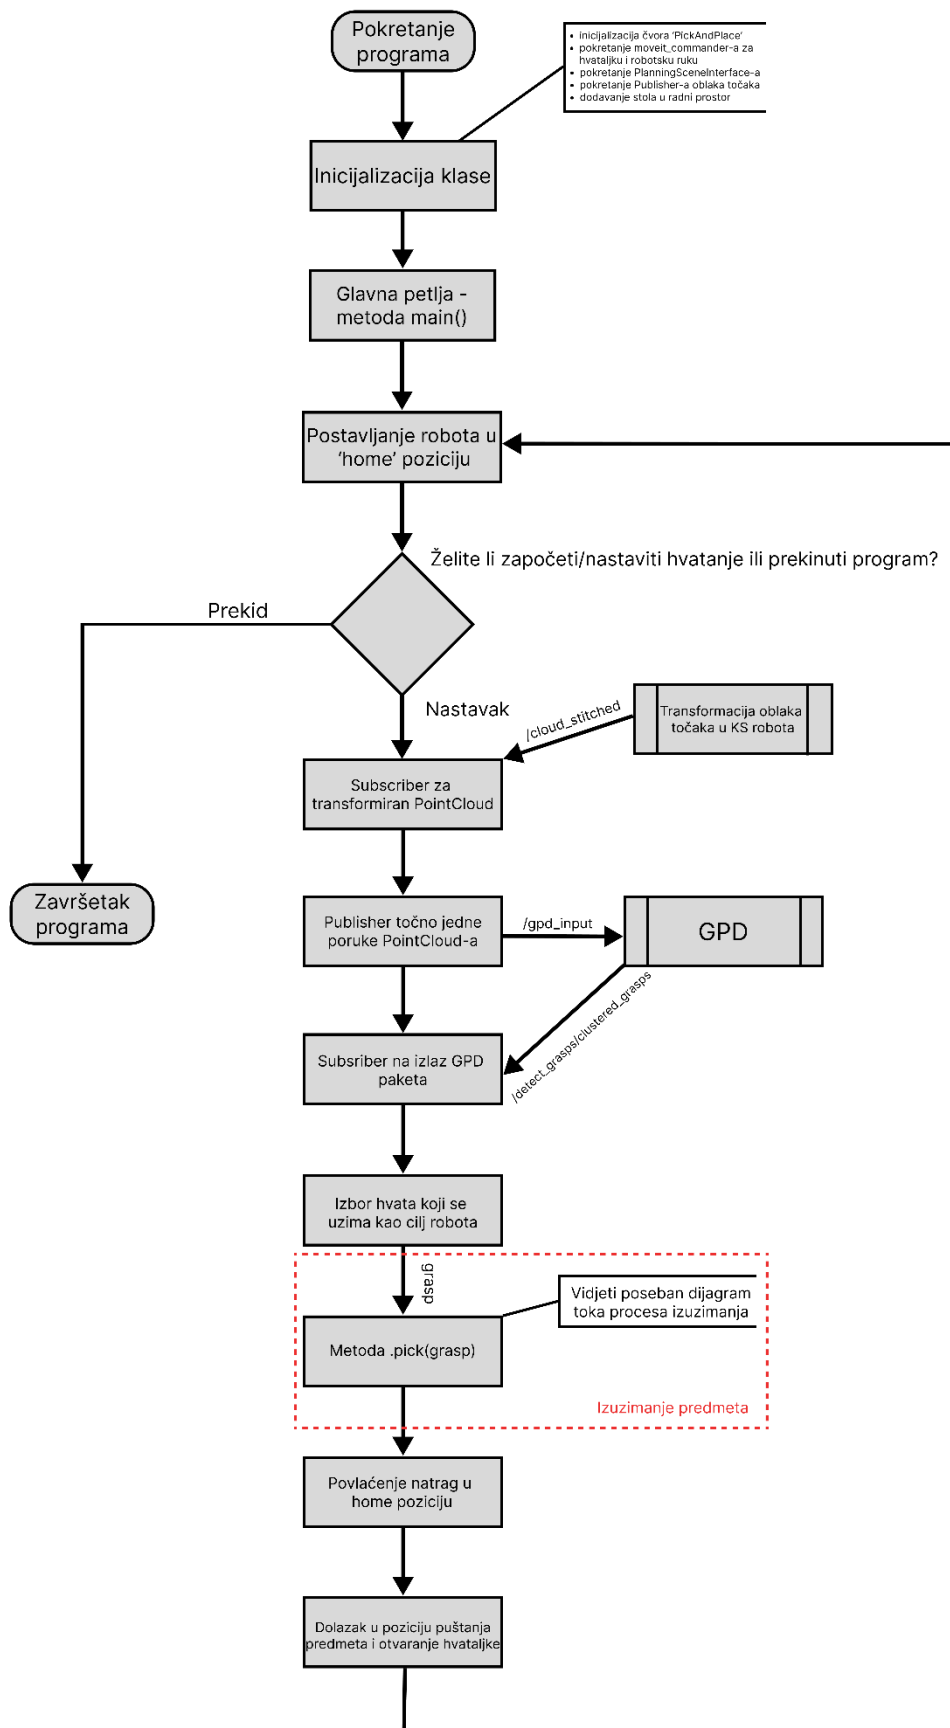 Pokretanje
programa
• inicijalizacija čvora 'PickAndPlace'
• pokretanje moveit_commander-a za
hvataljku i robotsku ruku
• pokretanje PlanningSceneInterface-a
• pokretanje Publisher-a oblaka točaka
• dodavanje stola u radni prostor
Inicijalizacija klase
Glavna petlja -
metoda main()
Postavljanje robota u
'home' poziciju
Želite li započeti/nastaviti hvatanje ili prekinuti program?
Prekid
Nastavak
/cloud_stitched
Transformacija oblaka
točaka u KS robota
Subscriber za
transformiran PointCloud
Završetak
programa
Publisher točno jedne
poruke PointCloud-a
/gpd_input
GPD
/detect_grasps/clustered_grasps
Subsriber na izlaz GPD
paketa
Izbor hvata koji se
uzima kao cilj robota
grasp
Vidjeti poseban dijagram
toka procesa izuzimanja
Metoda .pick(grasp)
Izuzimanje predmeta
Povlaćenje natrag u
home poziciju
Dolazak u poziciju puštanja
predmeta i otvaranje hvataljke